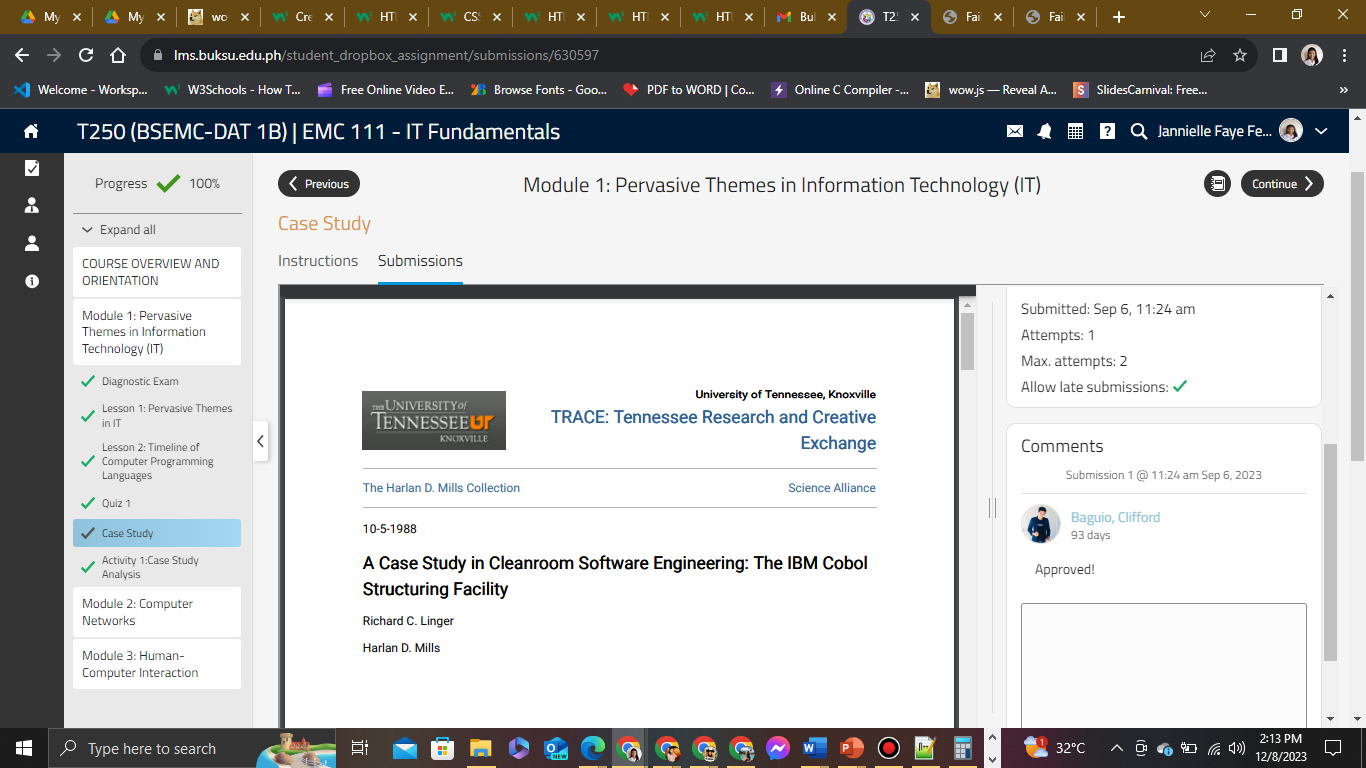 My
My
wo
Cre
HTI
CSS
HTI
HTI
HTI
Bul
T2!
Fai
Fai
lms.buksu.edu.ph/student_dropbox_assignment/submissions/630597
Welcome - Worksp...
W3Schools - How T...
Free Online Video E...
Browse Fonts - Goo...
PDF to WORD | Co...
Online C Compiler -...
wow.js — Reveal A...
SlidesCarnival: Free...
»
T250 (BSEMC-DAT 1B) | EMC 111 - IT Fundamentals
Jannielle Faye Fe...
Progress 100%
Previous
Module 1: Pervasive Themes in Information Technology (IT)
Continue
Case Study
Expand all
Instructions
Submissions
COURSE OVERVIEW AND
ORIENTATION
Module 1: Pervasive
Themes in Information
Technology (IT)
Diagnostic Exam
Lesson 1: Pervasive Themes
in IT
Lesson 2: Timeline of
Computer Programming
Languages
Quiz 1
Case Study
Activity 1:Case Study
Analysis
Module 2: Computer
Networks
Module 3: Human-
Computer Interaction
THE UNIVERSITY of
TENNESSEE UT
KNOXVILLE
University of Tennessee, Knoxville
TRACE: Tennessee Research and Creative
Exchange
The Harlan D. Mills Collection
Science Alliance
10-5-1988
A Case Study in Cleanroom Software Engineering: The IBM Cobol
Structuring Facility
Richard C. Linger
Harlan D. Mills
Submitted: Sep 6, 11:24 am
Attempts: 1
Max. attempts: 2
Allow late submissions:
Comments
Submission 1 @ 11:24 am Sep 6, 2023
Baguio, Clifford
93 days
Approved!
Type here to search
NEW
1
32°C
2:13 PM
12/8/2023